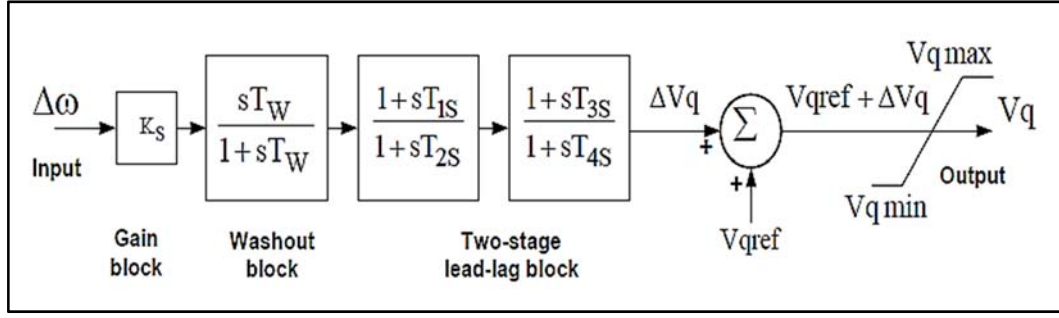 Δω
Input
K_S
Gain
block
sT_W
1+sT_W
Washout
block
1+sT_1S
1+sT_2S
1+sT_3S
1+sT_4S
Two-stage
lead-lag block
ΔVq
+
Σ
+
Vqref
Vqref + ΔVq
Vq max
Vq min
Vq
Output